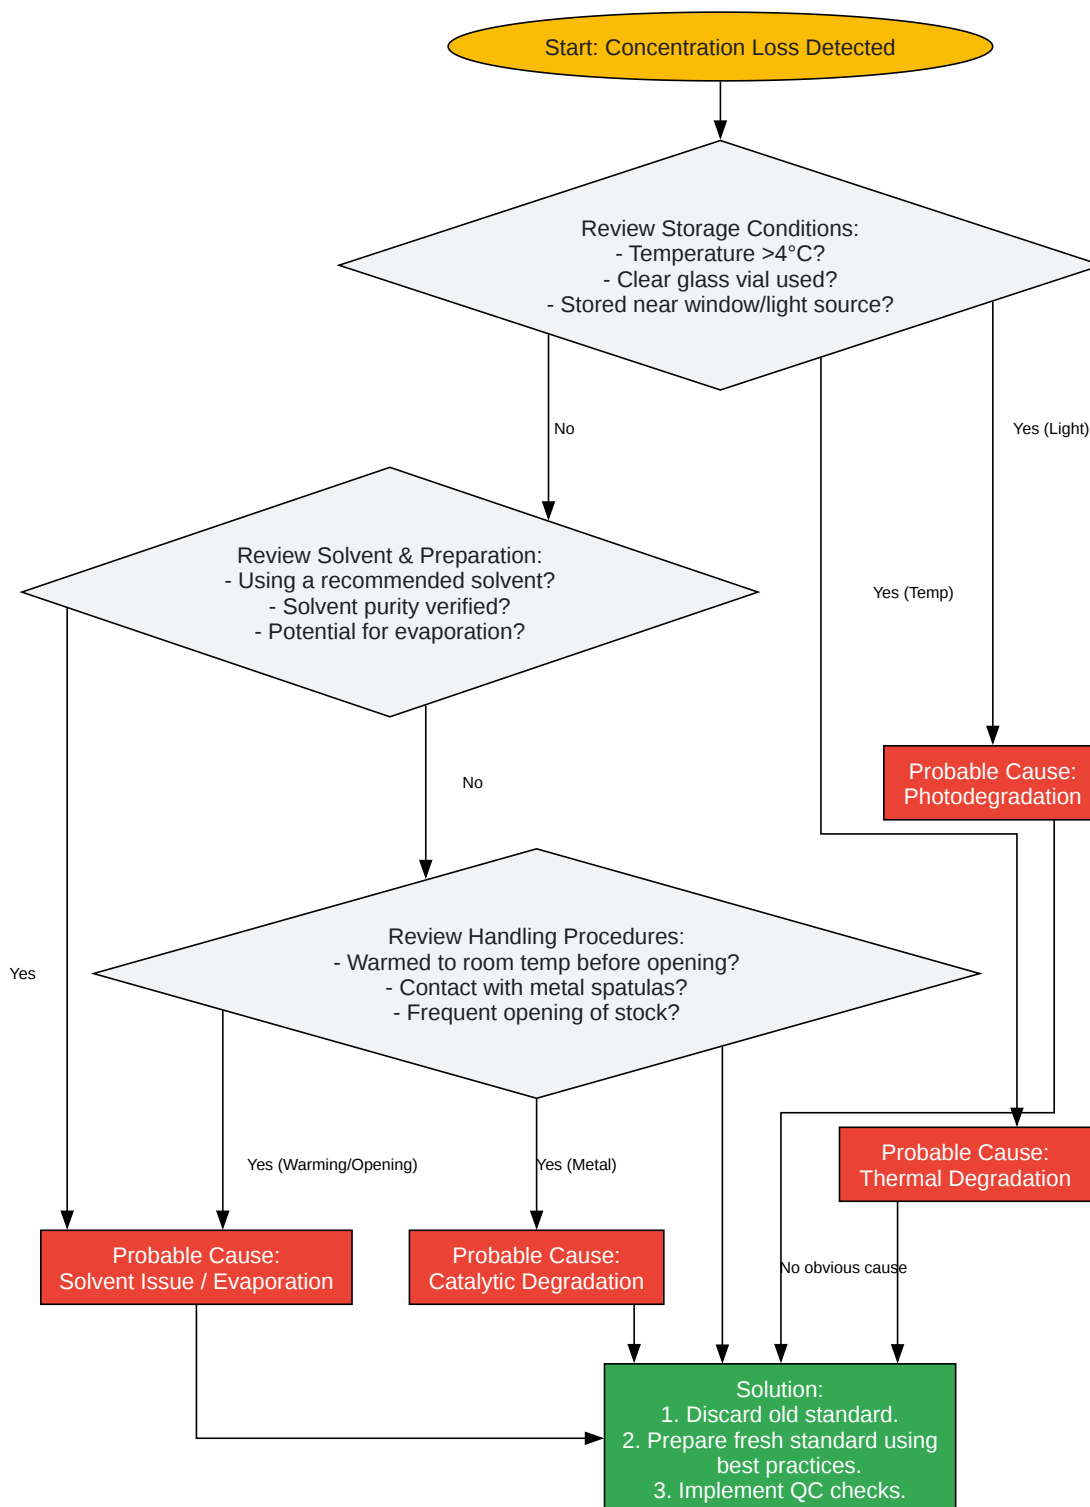 Start: Concentration Loss Detected
Review Storage Conditions:
- Temperature >4°C?
- Clear glass vial used?
- Stored near window/light source?
No
Yes (Light)
Review Solvent & Preparation:
- Using a recommended solvent?
- Solvent purity verified?
- Potential for evaporation?
Yes (Temp)
Probable Cause:
Photodegradation
No
Review Handling Procedures:
- Warmed to room temp before opening?
- Contact with metal spatulas?
- Frequent opening of stock?
Yes
Yes (Warming/Opening)
Yes (Metal)
Probable Cause:
Thermal Degradation
Probable Cause:
Solvent Issue / Evaporation
Probable Cause:
Catalytic Degradation
No obvious cause
Solution:
1. Discard old standard.
2. Prepare fresh standard using
best practices.
3. Implement QC checks.